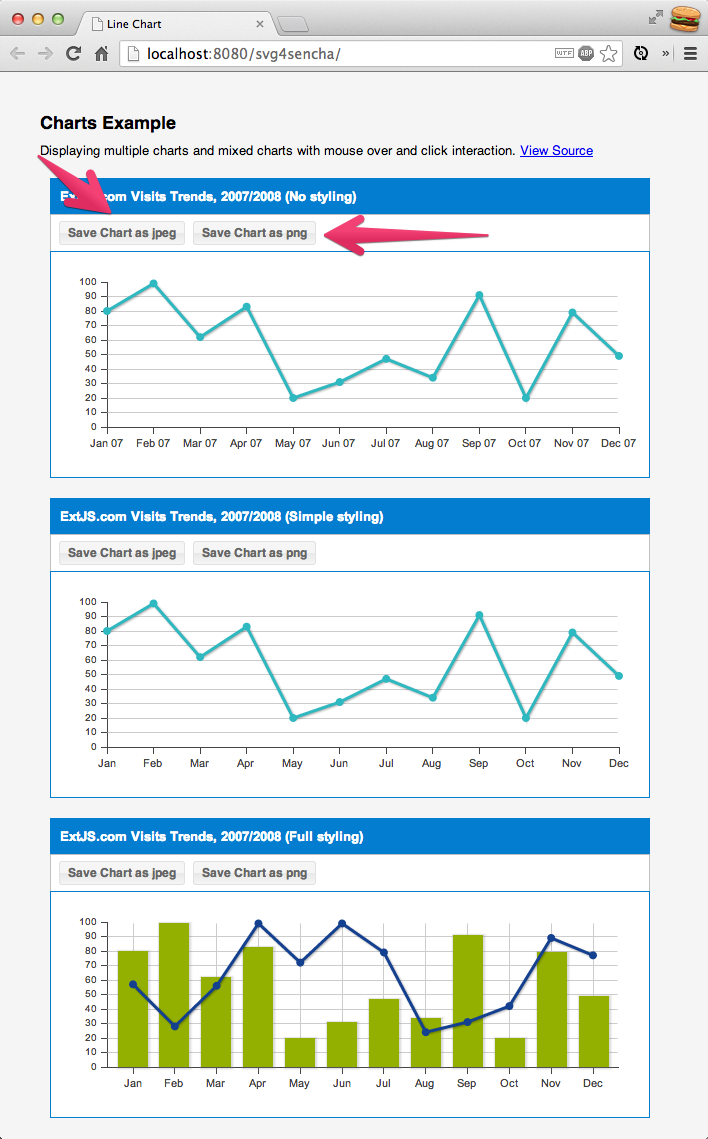 Line Chart
localhost:8080/svg4sencha/
WTF
ABP
Charts Example
Displaying multiple charts and mixed charts with mouse over and click interaction. View Source
.com Visits Trends, 2007/2008 (No styling)
Save Chart as jpeg Save Chart as png
100
90
80
70
60
50
40
30
20
10
0
Jan 07 Feb 07 Mar 07 Apr 07 May 07 Jun 07 Jul 07 Aug 07 Sep 07 Oct 07 Nov 07 Dec 07
ExtJS.com Visits Trends, 2007/2008 (Simple styling)
Save Chart as jpeg Save Chart as png
100
90
80
70
60
50
40
30
20
10
0
Jan Feb Mar Apr May Jun Jul Aug Sep Oct Nov Dec
ExtJS.com Visits Trends, 2007/2008 (Full styling)
Save Chart as jpeg Save Chart as png
100
90
80
70
60
50
40
30
20
10
0
Jan Feb Mar Apr May Jun Jul Aug Sep Oct Nov Dec